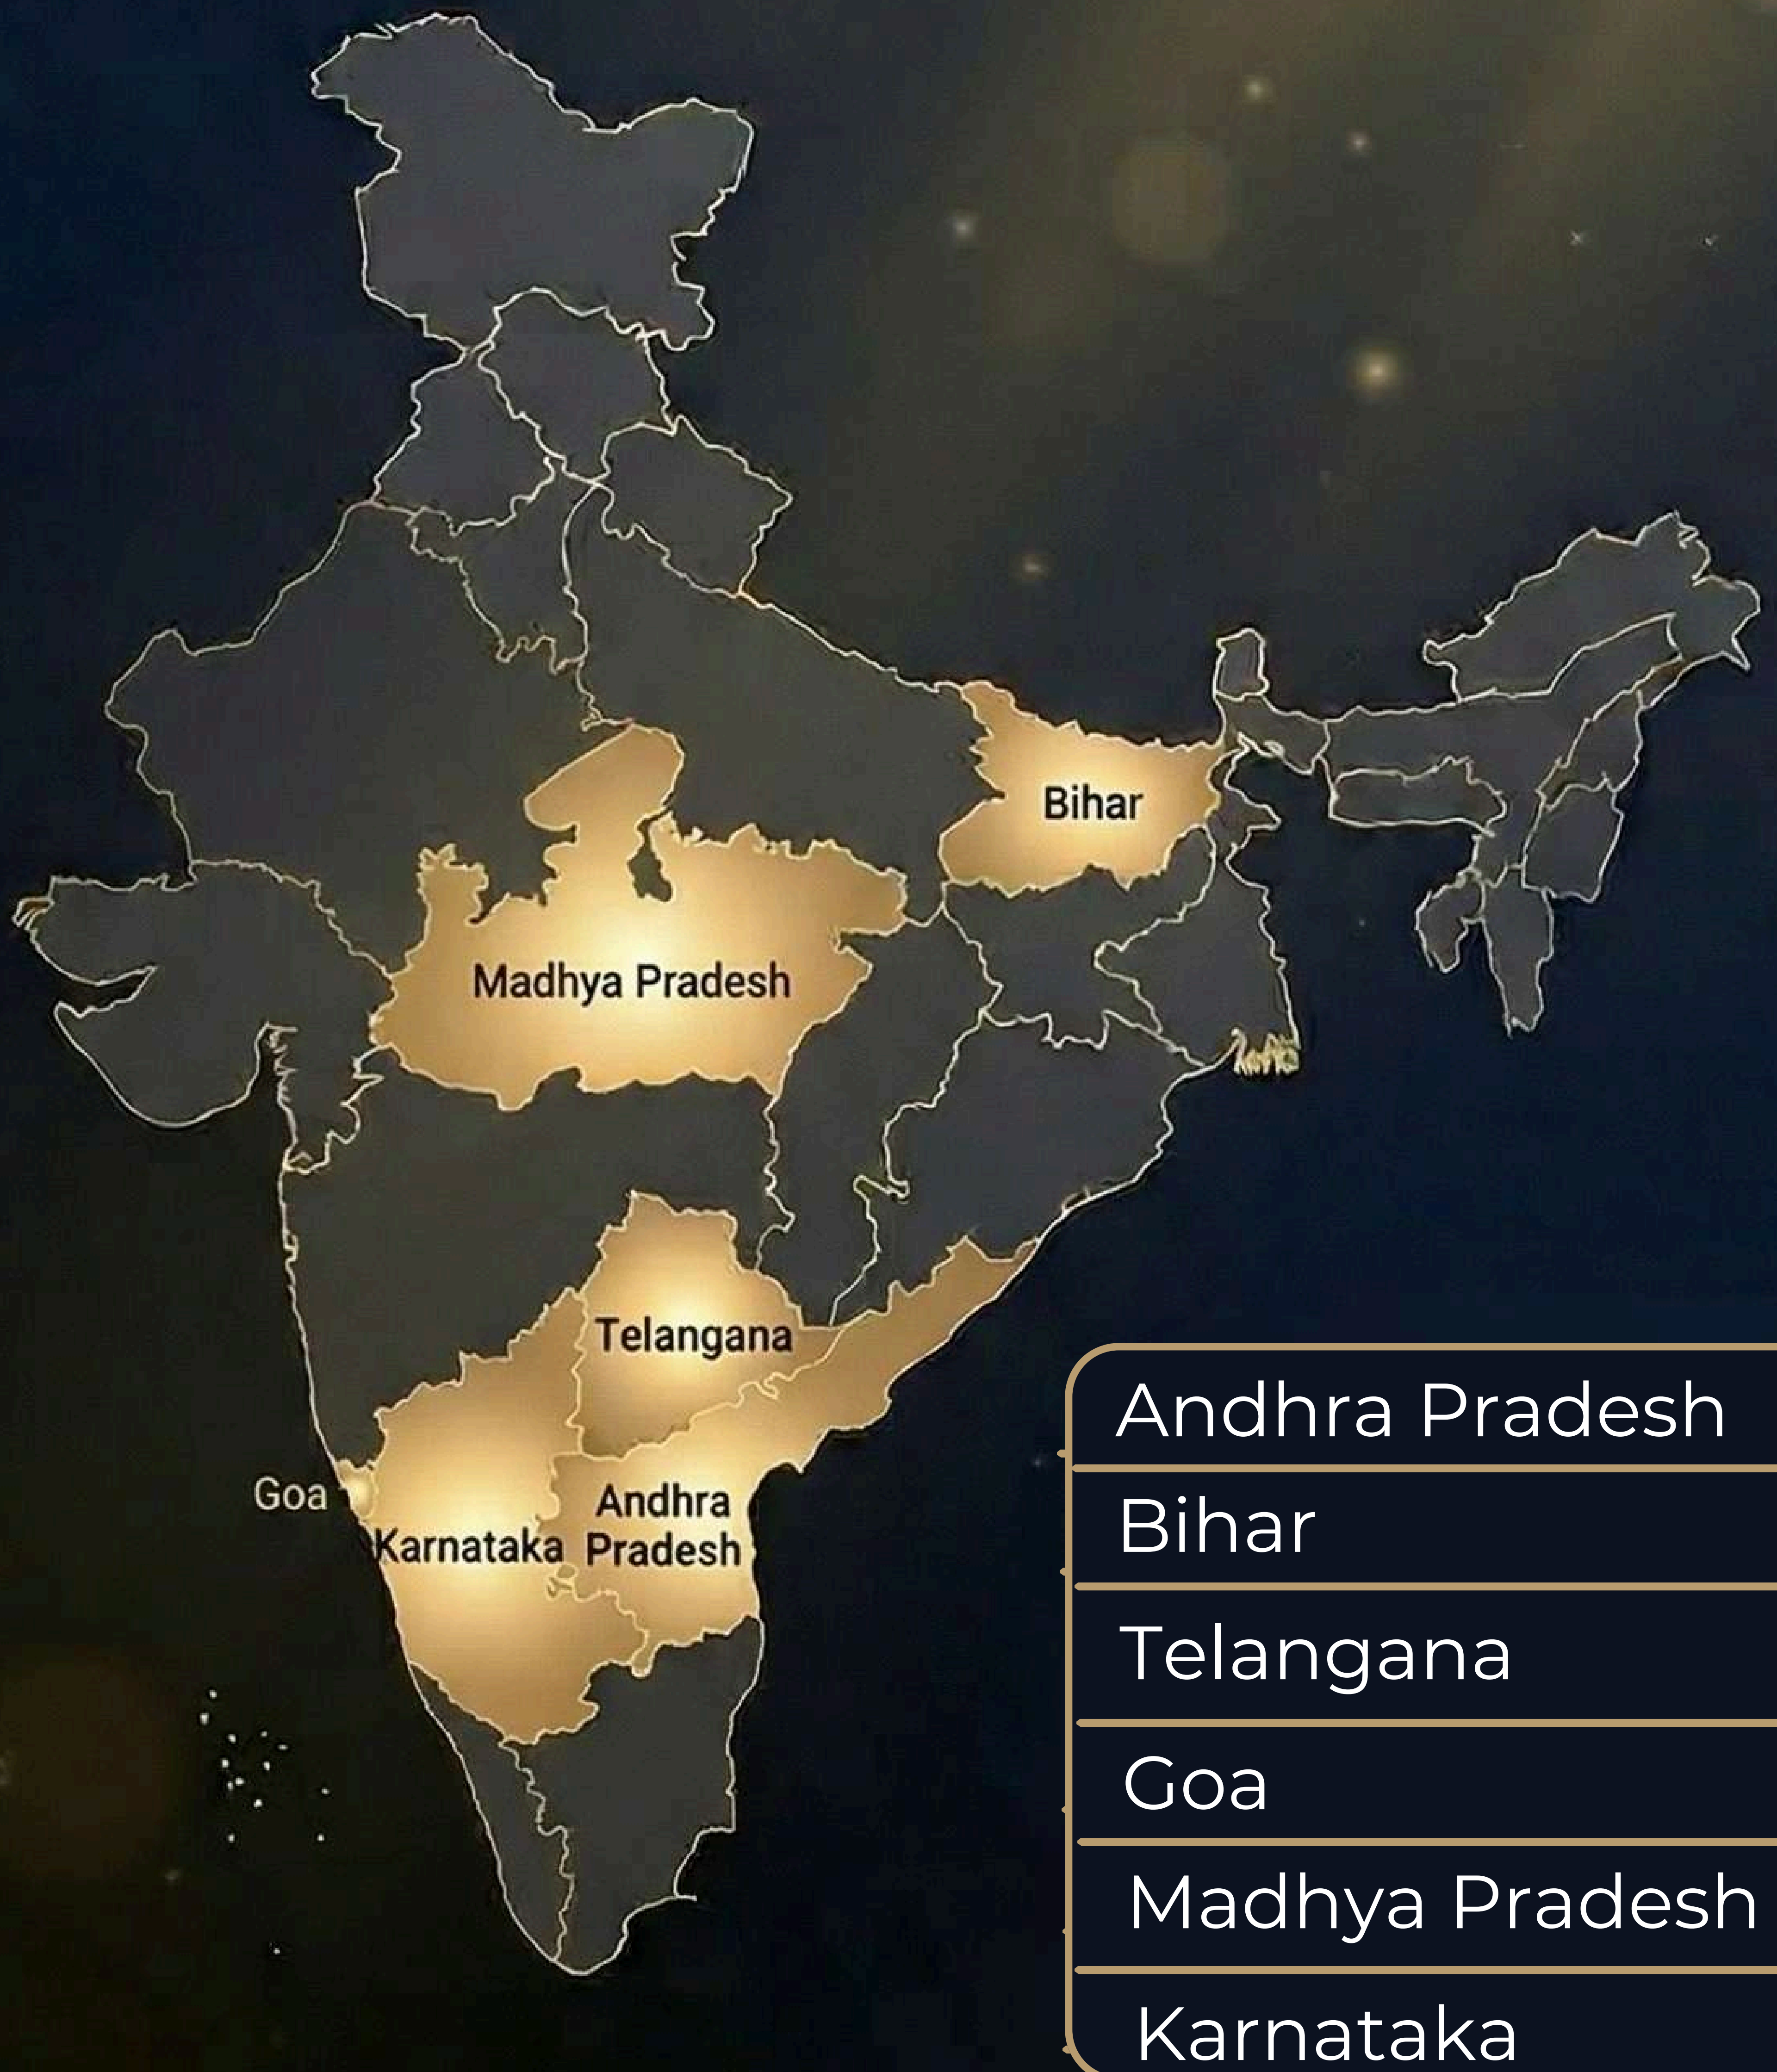 Bihar
Madhya Pradesh
Telangana
Goa
Andhra
Karnataka Pradesh
Andhra Pradesh
Bihar
Telangana
Goa
Madhya Pradesh
Karnataka